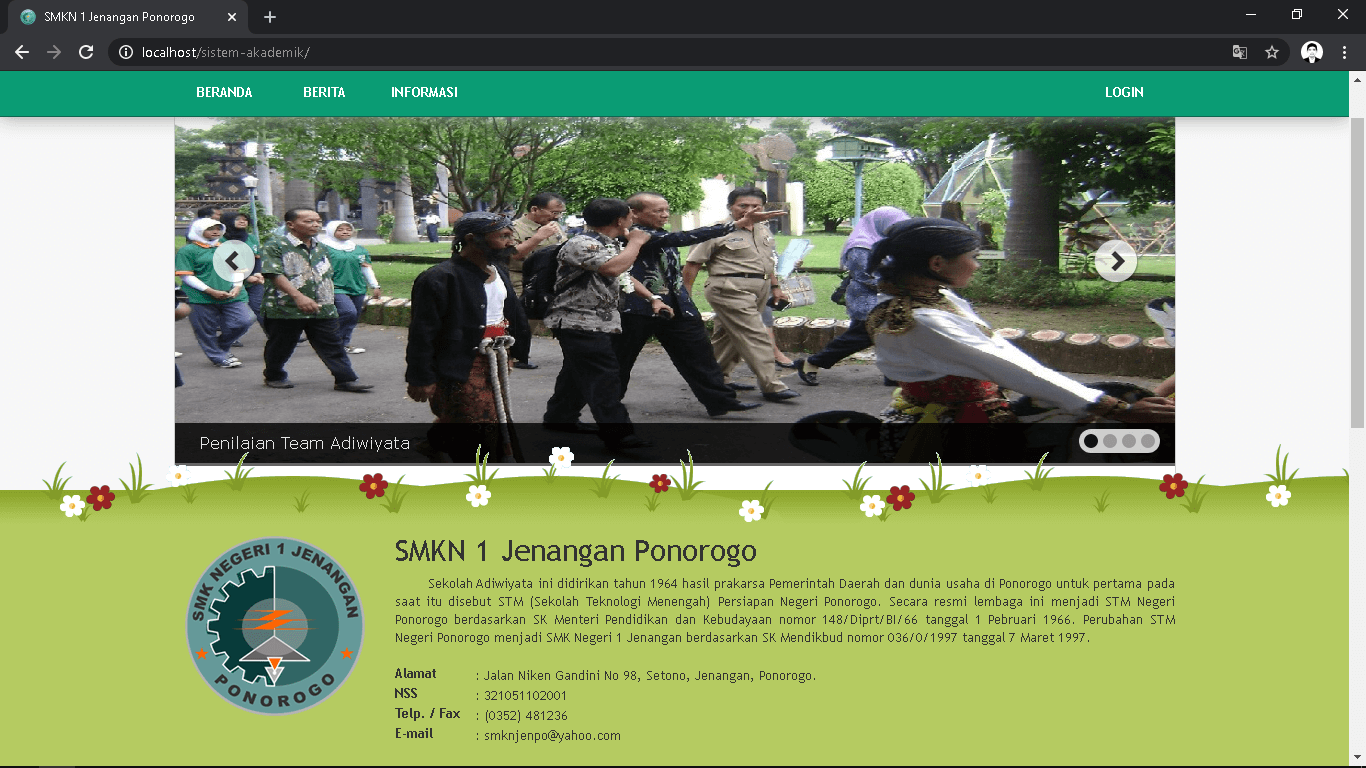 SMKN 1 Jenangan Ponorogo
localhost/sistem-akademik/
BERANDA BERITA INFORMASI LOGIN
Penilaian Team Adiwiyata
SMK NEGERI 1 JENANGAN
PONOROGO
SMKN 1 Jenangan Ponorogo
Sekolah Adiwiyata ini didirikan tahun 1964 hasil prakarsa Pemerintah Daerah dan dunia usaha di Ponorogo untuk pertama pada
saat itu disebut STM (Sekolah Teknologi Menengah) Persiapan Negeri Ponorogo. Secara resmi lembaga ini menjadi STM Negeri
Ponorogo berdasarkan SK Menteri Pendidikan dan Kebudayaan nomor 148/Diprt/BI/66 tanggal 1 Pebruari 1966. Perubahan STM
Negeri Ponorogo menjadi SMK Negeri 1 Jenangan berdasarkan SK Mendikbud nomor 036/0/1997 tanggal 7 Maret 1997.
Alamat : Jalan Niken Gandini No 98, Setono, Jenangan, Ponorogo.
NSS : 321051102001
Telp. / Fax : (0352) 481236
E-mail : smknjenpo@yahoo.com